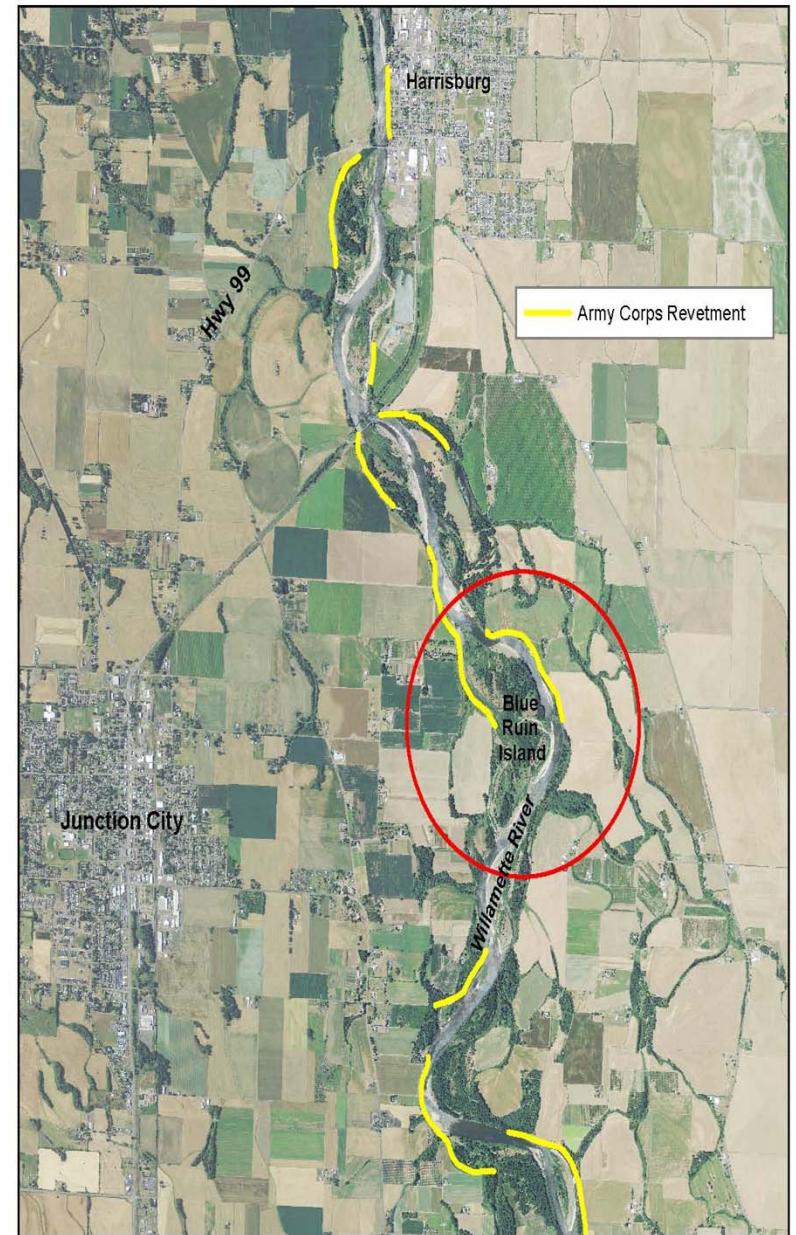 Harrisburg
Hwy 99
Army Corps Revetment
Blue
Ruin
Island
Junction City
Willamette River